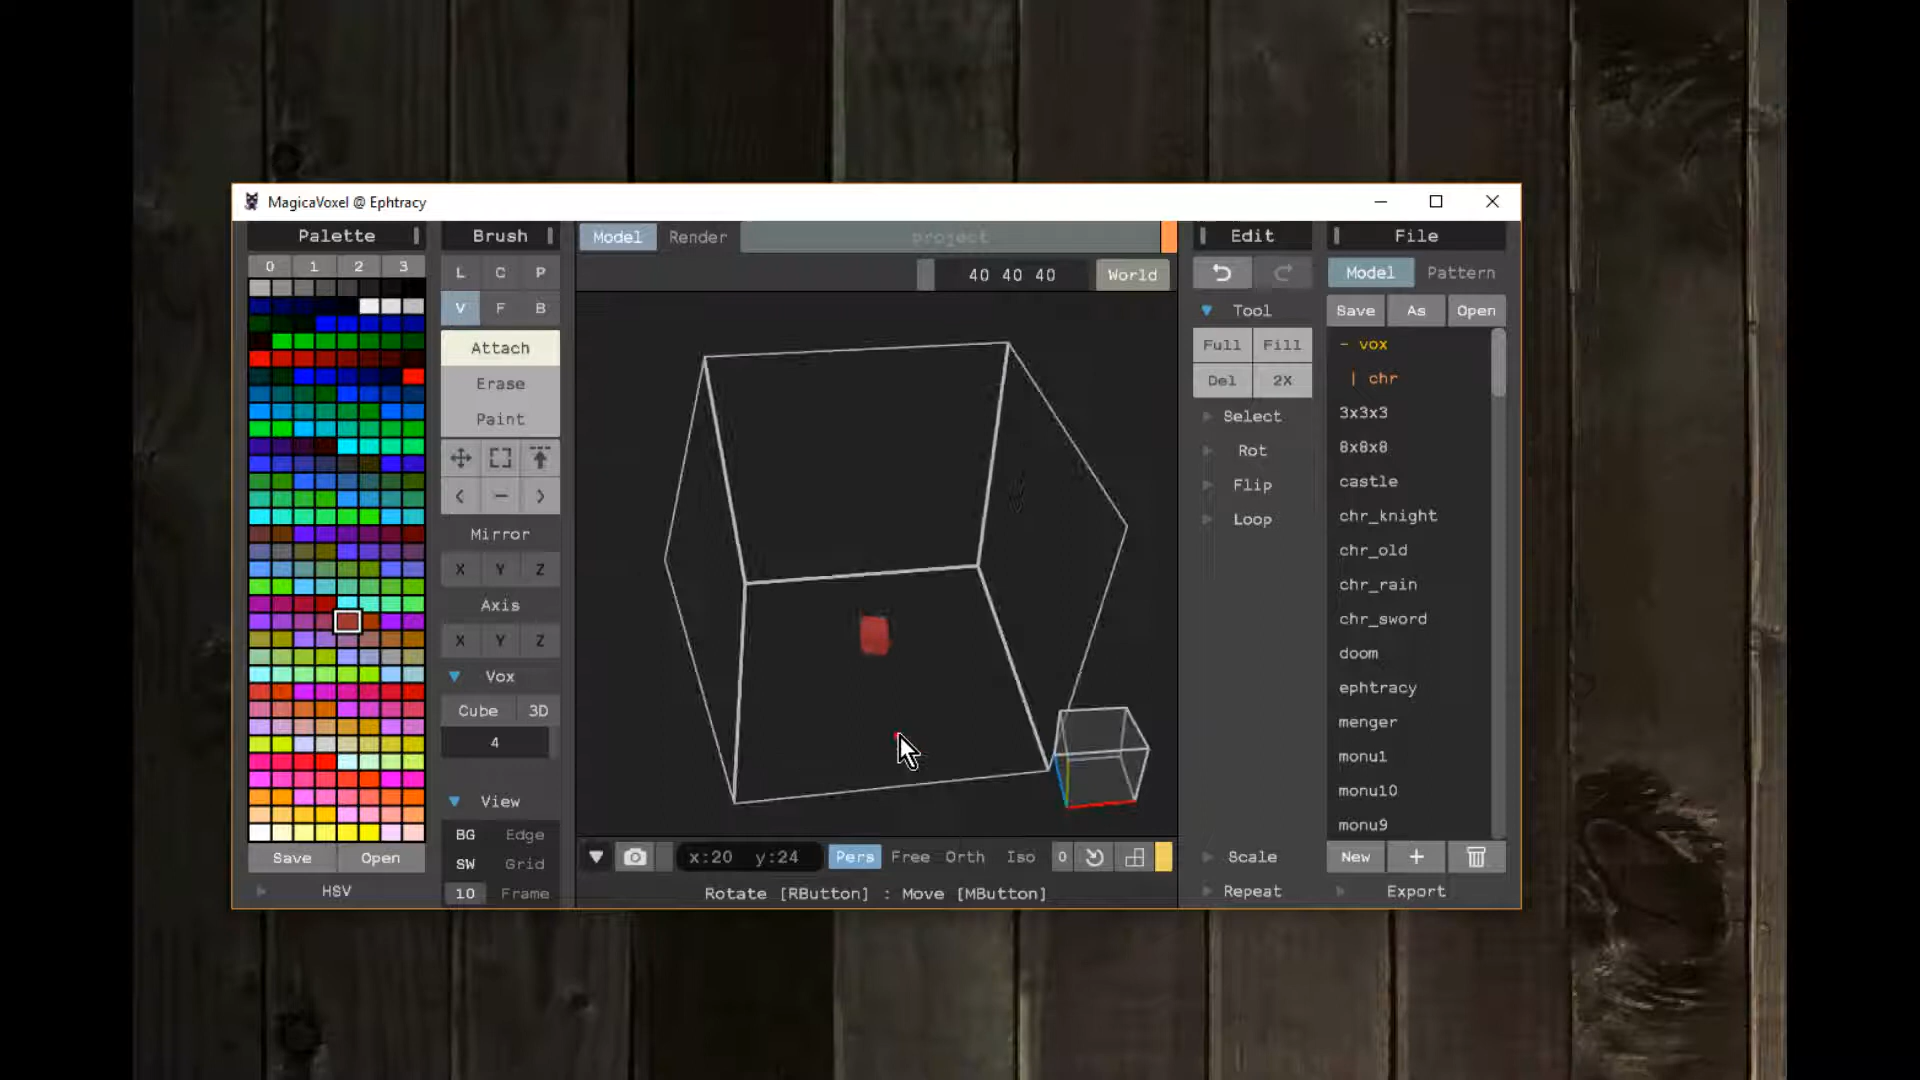 MagicaVoxel @ Ephtracy
Palette
0 1 2 3
Save Open
HSV
Brush
L C P
V F B
Attach
Erase
Paint
Mirror
X Y Z
Axis
X Y Z
Vox
Cube 3D
4
View
BG Edge
SW Grid
10 Frame
Model Render project
40 40 40 World
x:20 y:24 Pers Free Orth Iso 0
Rotate [RButton] : Move [MButton]
Edit
Tool
Full Fill
Del 2X
Select
Rot
Flip
Loop
Scale
Repeat
File
Model Pattern
Save As Open
- vox
| chr
3x3x3
8x8x8
castle
chr_knight
chr_old
chr_rain
chr_sword
doom
ephtracy
menger
monu1
monu10
monu9
New +
Export